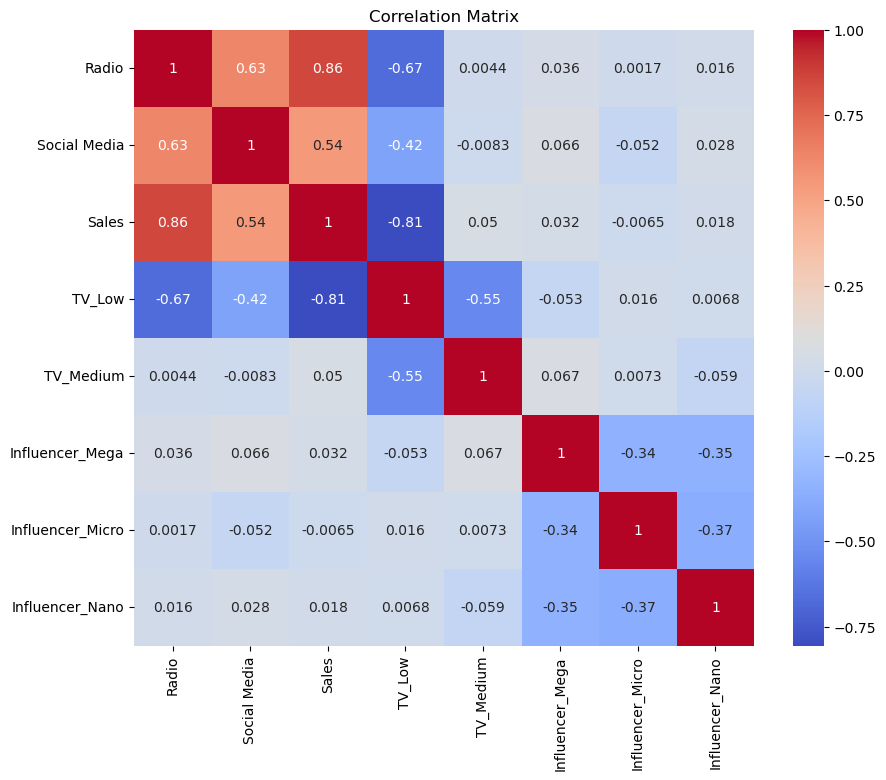 Correlation Matrix
Radio 1 0.63 0.86 -0.67 0.0044 0.036 0.0017 0.016
Social Media 0.63 1 0.54 -0.42 -0.0083 0.066 -0.052 0.028
Sales 0.86 0.54 1 -0.81 0.05 0.032 -0.0065 0.018
TV_Low -0.67 -0.42 -0.81 1 -0.55 -0.053 0.016 0.0068
TV_Medium 0.0044 -0.0083 0.05 -0.55 1 0.067 0.0073 -0.059
Influencer_Mega 0.036 0.066 0.032 -0.053 0.067 1 -0.34 -0.35
Influencer_Micro 0.0017 -0.052 -0.0065 0.016 0.0073 -0.34 1 -0.37
Influencer_Nano 0.016 0.028 0.018 0.0068 -0.059 -0.35 -0.37 1
Radio
Social Media
Sales
TV_Low
TV_Medium
Influencer_Mega
Influencer_Micro
Influencer_Nano
1.00
0.75
0.50
0.25
0.00
−0.25
−0.50
−0.75